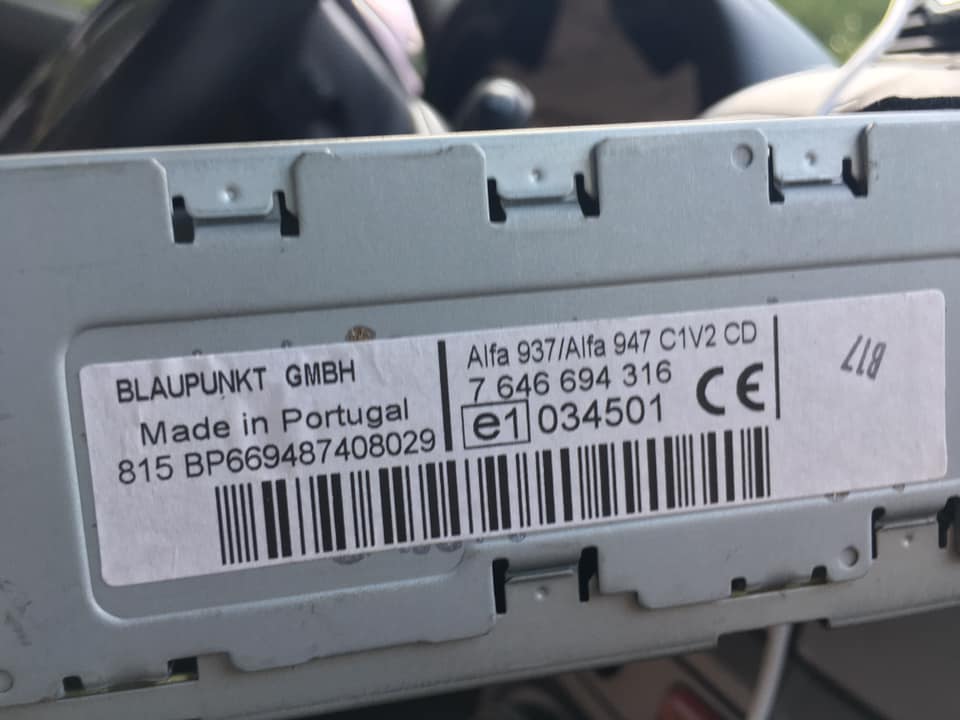 BLAUPUNKT GMBH
Made in Portugal
815 BP669487408029
Alfa 937/Alfa 947 C1V2 CD
7 646 694 316
e1 034501
CE
817